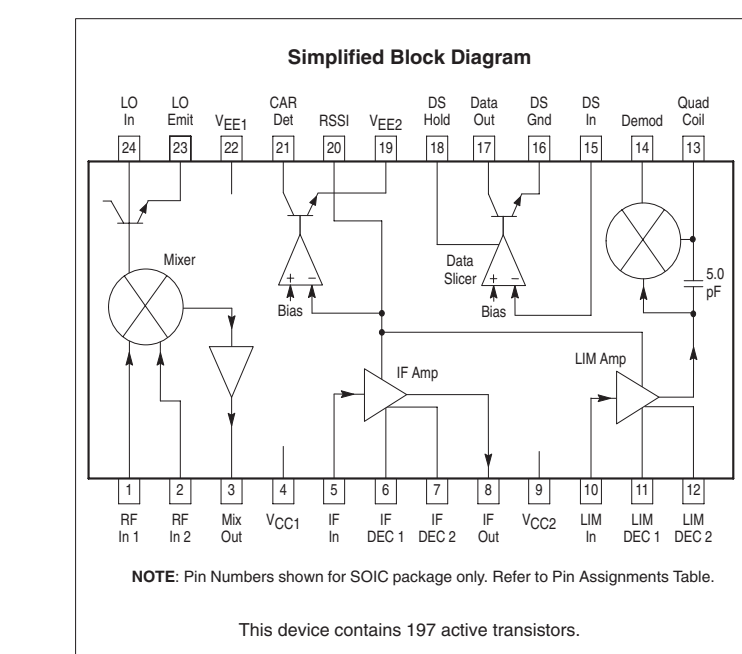 Simplified Block Diagram
LO In
LO Emit
VEE1
CAR Det
RSSI
VEE2
DS Hold
Data Out
DS Gnd
DS In
Demod
Quad Coil
24 23 22 21 20 19 18 17 16 15 14 13
Mixer
Data Slicer
5.0 pF
+ –
Bias
+ –
Bias
IF Amp
LIM Amp
1 2 3 4 5 6 7 8 9 10 11 12
RF In 1
RF In 2
Mix Out
VCC1
IF In
IF DEC 1
IF DEC 2
IF Out
VCC2
LIM In
LIM DEC 1
LIM DEC 2
NOTE: Pin Numbers shown for SOIC package only. Refer to Pin Assignments Table.
This device contains 197 active transistors.